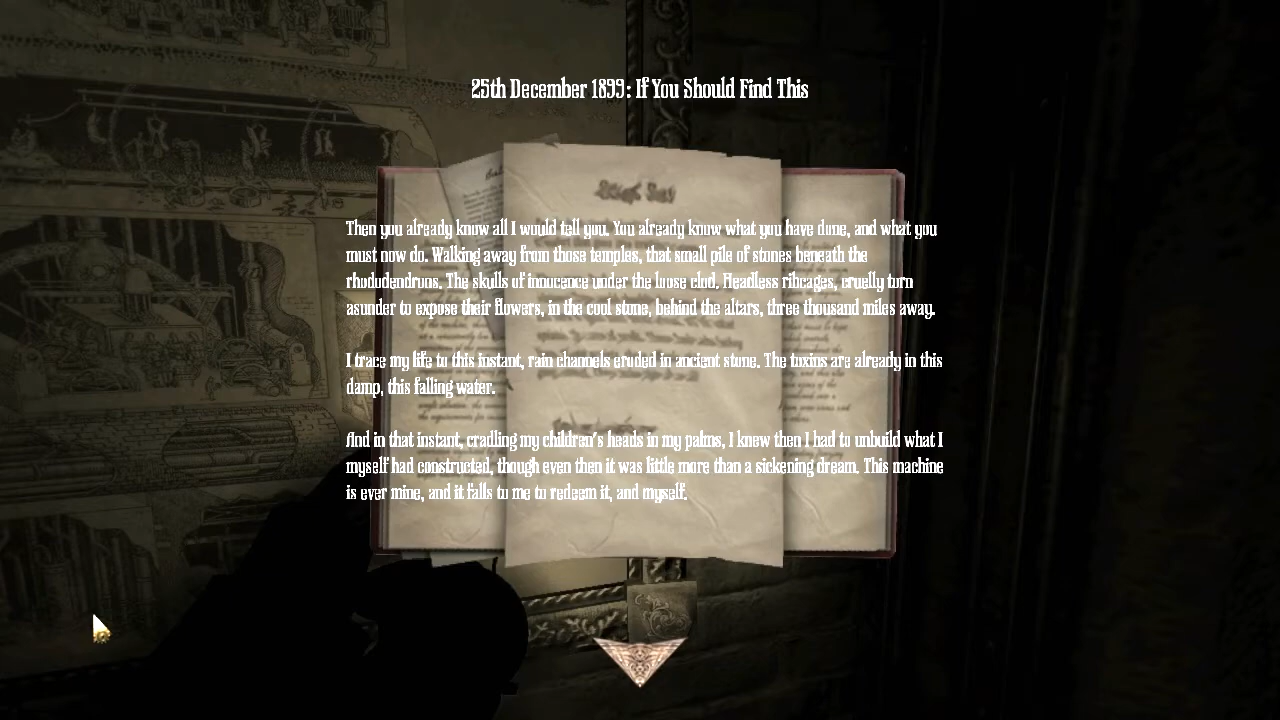 25th December 1899: If You Should Find This
Then you already know all I would tell you. You already know what you have done, and what you
must now do. Walking away from those temples, that small pile of stones beneath the
rhododendrons. The skulls of innocence under the loose clod. Headless ribcages, cruelly torn
asunder to expose their flowers, in the cool stone, behind the altars, three thousand miles away.
I trace my life to this instant, rain channels eroded in ancient stone. The toxins are already in this
damp, this falling water.
And in that instant, cradling my children's heads in my palms, I knew then I had to unbuild what I
myself had constructed, though even then it was little more than a sickening dream. This machine
is ever mine, and it falls to me to redeem it, and myself.